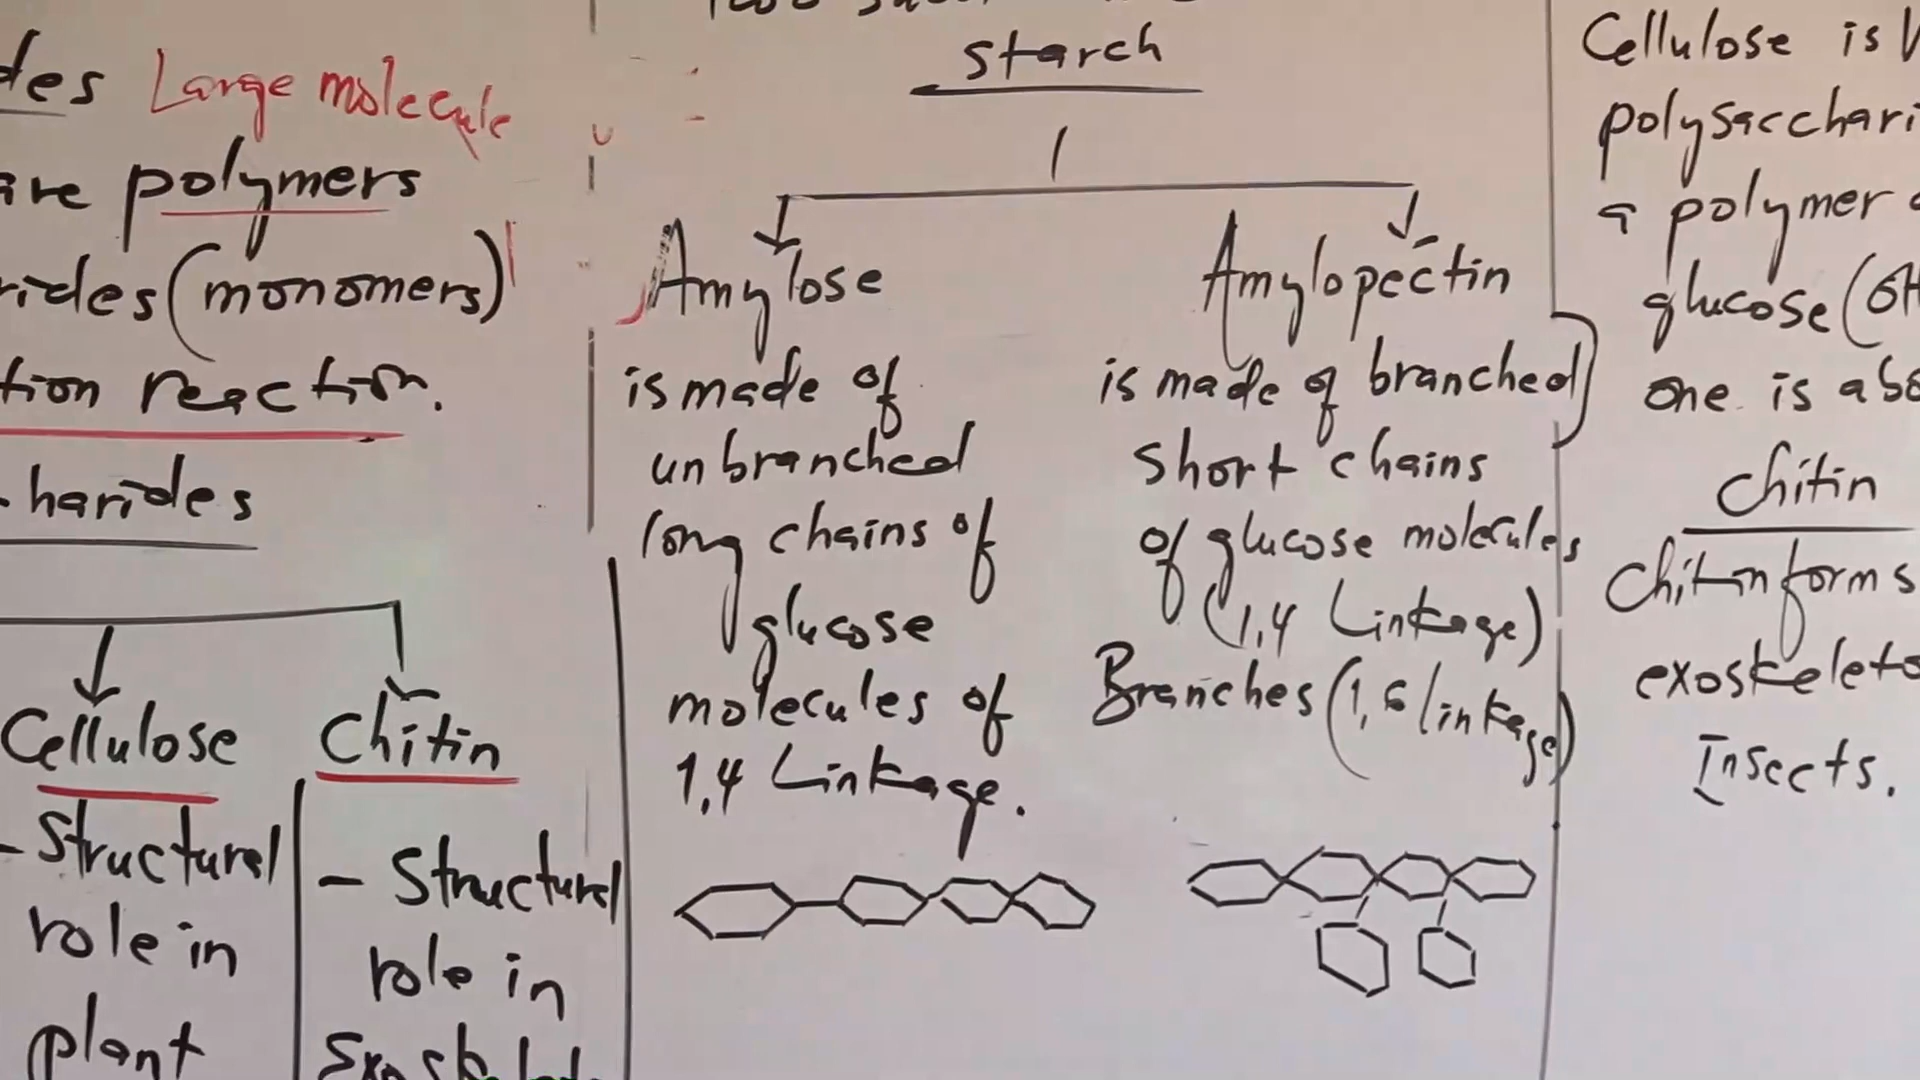 Large molecule
are polymers
(monomers)
reaction.
Cellulose
- Structural
role in
plant
Chitin
- Structural
role in
starch
Amylose
is made of
unbranched
long chains of
glucose
molecules of
1,4 Linkage.
Amylopectin
is made of branched
short chains
of glucose molecules
(1,4 Linkage)
Branches (1,6 linkage)
Cellulose is
a polymer
glucose (
one is
chitin
chitin forms
Insects.